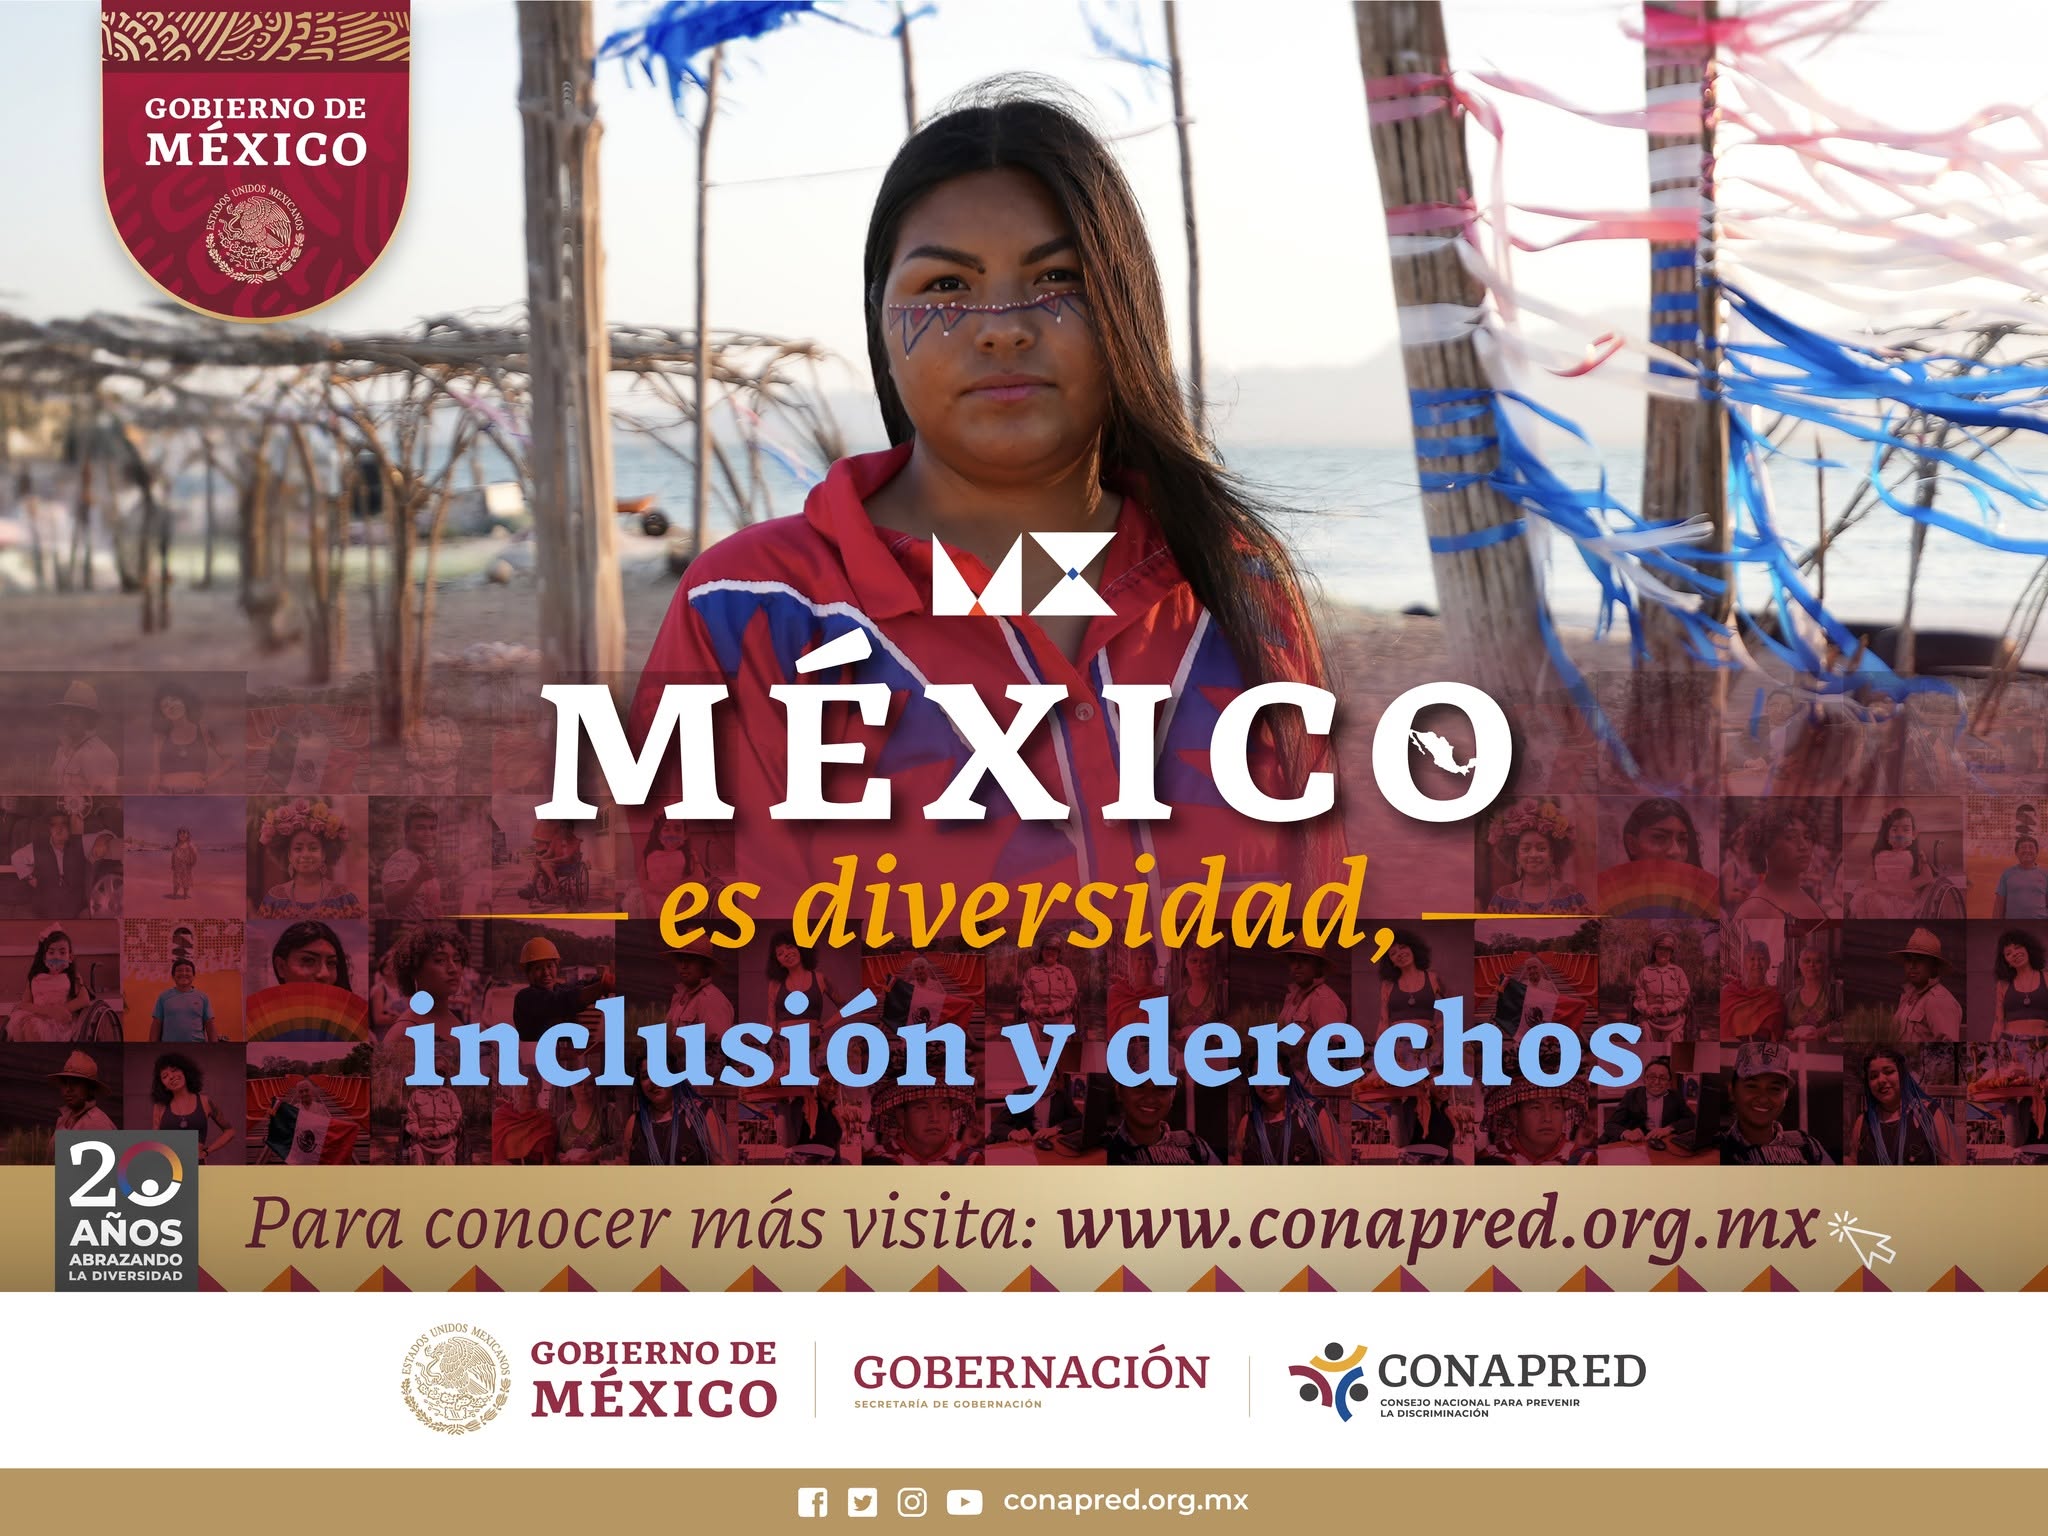 GOBIERNO DE
MÉXICO
ESTADOS UNIDOS MEXICANOS
MX
MÉXICO
es diversidad,
inclusión y derechos
20
AÑOS
ABRAZANDO
LA DIVERSIDAD
Para conocer más visita: www.conapred.org.mx
ESTADOS UNIDOS MEXICANOS
GOBIERNO DE
MÉXICO
GOBERNACIÓN
SECRETARÍA DE GOBERNACIÓN
CONAPRED
CONSEJO NACIONAL PARA PREVENIR
LA DISCRIMINACIÓN
conapred.org.mx